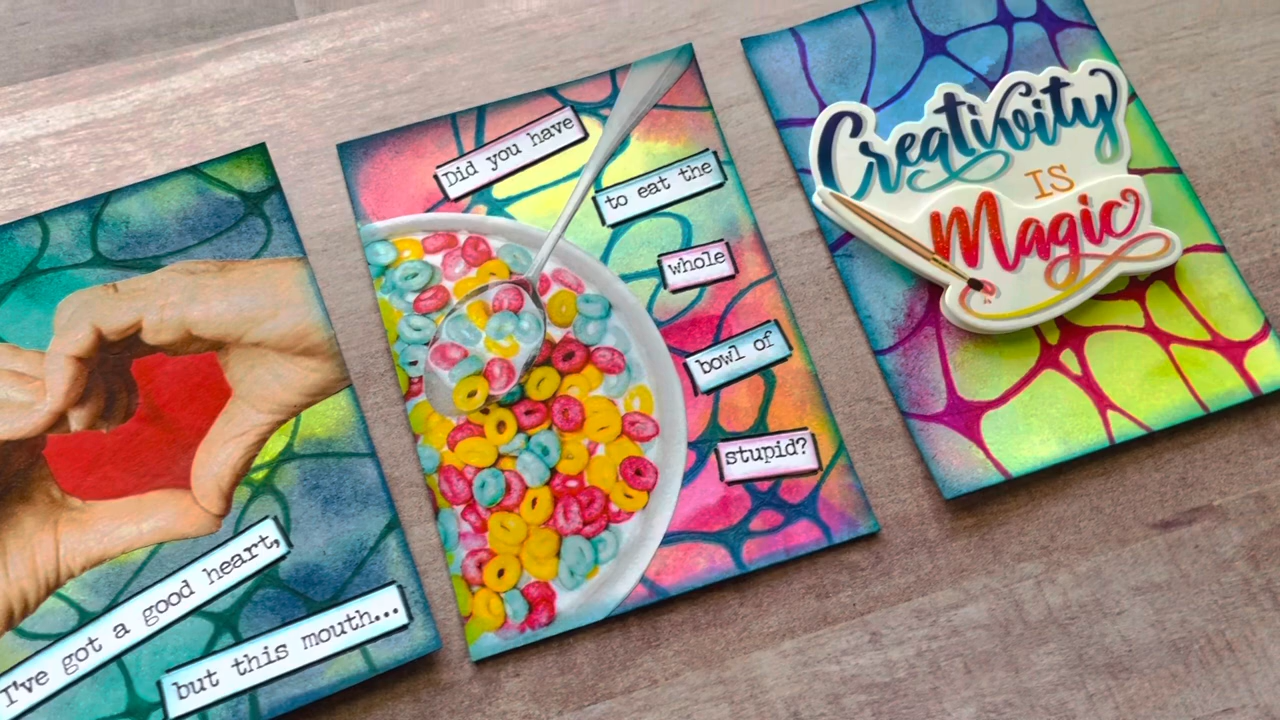 I've got a good heart,
but this mouth...
Did you have
to eat the
whole
bowl of
stupid?
Creativity
IS
Magic